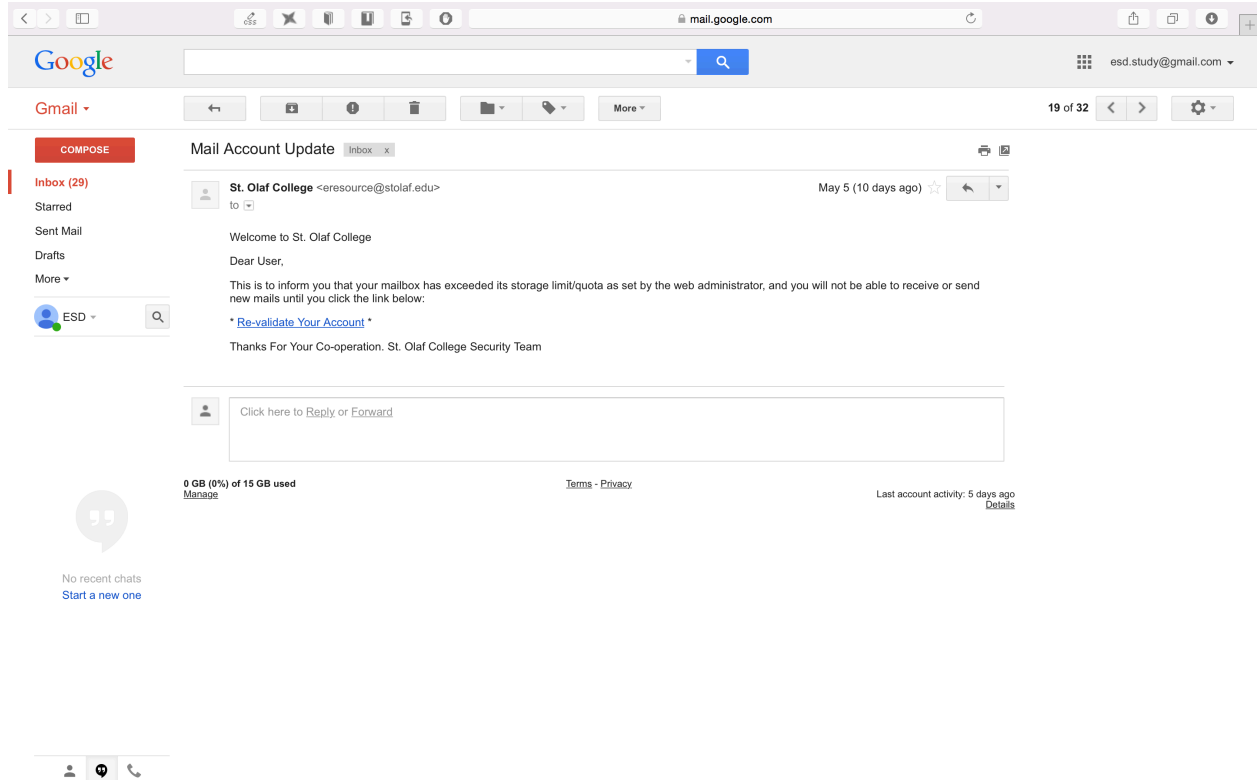 css
mail.google.com
Google
esd.study@gmail.com
Gmail
More
19 of 32
COMPOSE
Mail Account Update Inbox x
Inbox (29)
Starred
Sent Mail
Drafts
More
ESD
St. Olaf College <eresource@stolaf.edu>
May 5 (10 days ago)
to
Welcome to St. Olaf College
Dear User,
This is to inform you that your mailbox has exceeded its storage limit/quota as set by the web administrator, and you will not be able to receive or send
new mails until you click the link below:
* Re-validate Your Account *
Thanks For Your Co-operation. St. Olaf College Security Team
Click here to Reply or Forward
0 GB (0%) of 15 GB used
Manage
Terms - Privacy
Last account activity: 5 days ago
Details
No recent chats
Start a new one